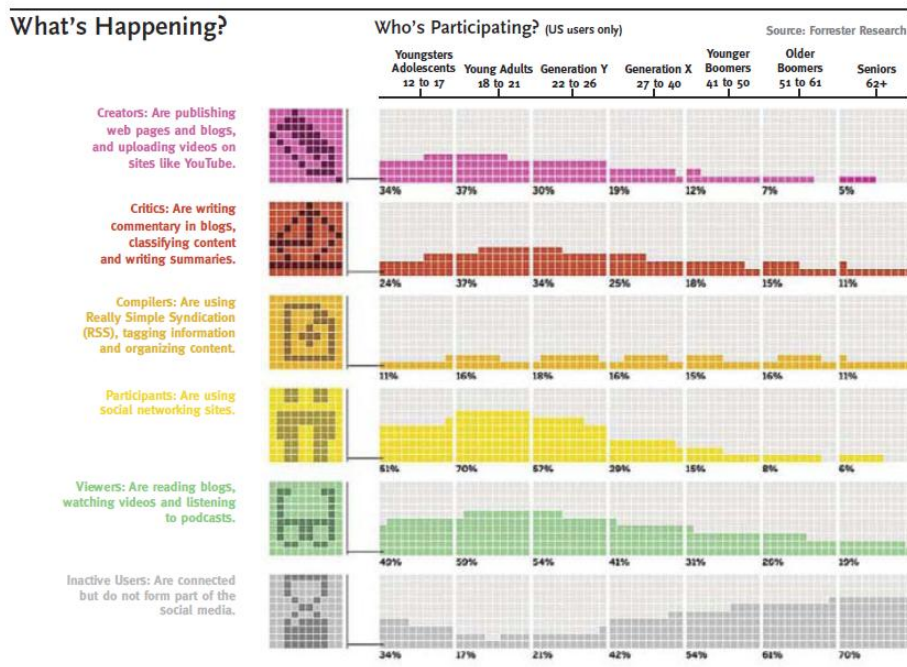 What's Happening?
Who's Participating? (US users only)
Source: Forrester Research
Youngsters
Adolescents
12 to 17
Young Adults
18 to 21
Generation Y
22 to 26
Generation X
27 to 40
Younger
Boomers
41 to 50
Older
Boomers
51 to 61
Seniors
62+
Creators: Are publishing
web pages and blogs,
and uploading videos on
sites like YouTube.
34% 37% 30% 19% 12% 7% 5%
Critics: Are writing
commentary in blogs,
classifying content
and writing summaries.
24% 37% 34% 25% 18% 15% 11%
Compilers: Are using
Really Simple Syndication
(RSS), tagging information
and organizing content.
11% 16% 18% 16% 15% 16% 11%
Participants: Are using
social networking sites.
51% 70% 57% 29% 15% 8% 6%
Viewers: Are reading blogs,
watching videos and listening
to podcasts.
49% 59% 54% 41% 31% 26% 19%
Inactive Users: Are connected
but do not form part of the
social media.
34% 17% 21% 42% 54% 61% 70%